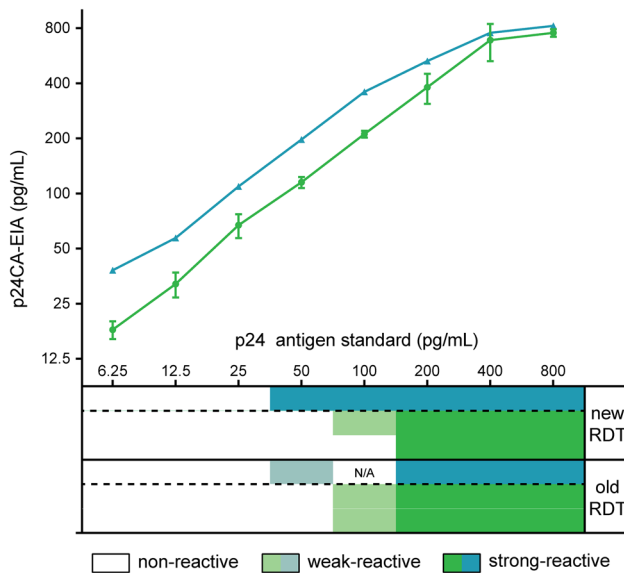 800
400
200
100
50
25
12.5
p24CA-EIA (pg/mL)
p24 antigen standard (pg/mL)
6.25 12.5 25 50 100 200 400 800
new
RDT
N/A
old
RDT
non-reactive weak-reactive strong-reactive